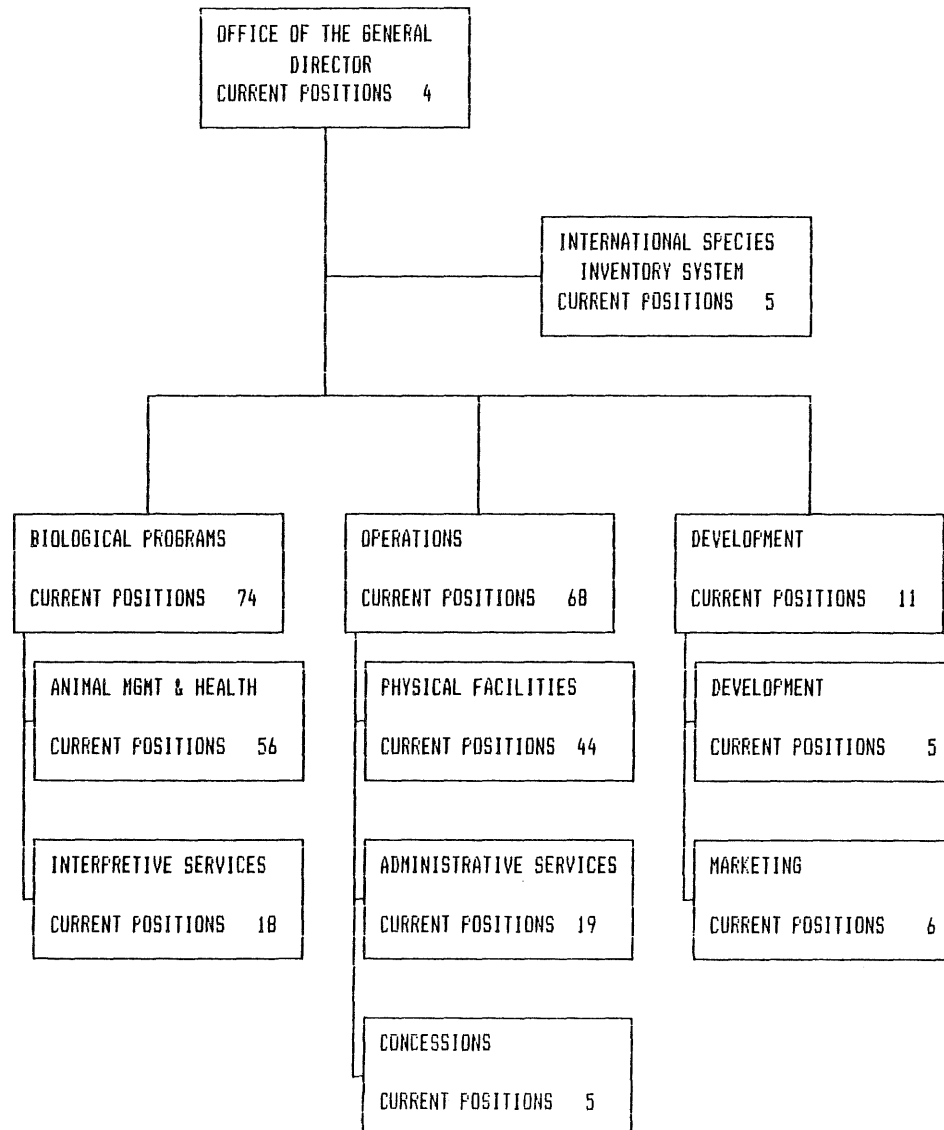 OFFICE OF THE GENERAL
DIRECTOR
CURRENT POSITIONS 4
INTERNATIONAL SPECIES
INVENTORY SYSTEM
CURRENT POSITIONS 5
BIOLOGICAL PROGRAMS
CURRENT POSITIONS 74
OPERATIONS
CURRENT POSITIONS 68
DEVELOPMENT
CURRENT POSITIONS 11
ANIMAL MGMT & HEALTH
CURRENT POSITIONS 56
PHYSICAL FACILITIES
CURRENT POSITIONS 44
DEVELOPMENT
CURRENT POSITIONS 5
INTERPRETIVE SERVICES
CURRENT POSITIONS 18
ADMINISTRATIVE SERVICES
CURRENT POSITIONS 19
MARKETING
CURRENT POSITIONS 6
CONCESSIONS
CURRENT POSITIONS 5